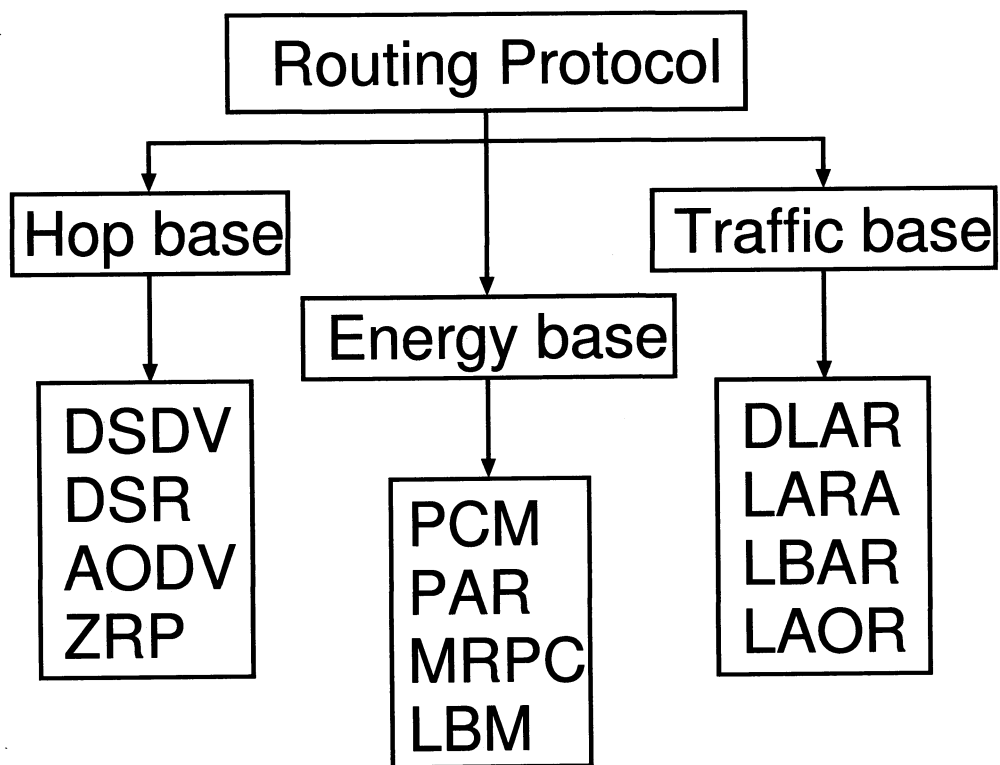 Routing Protocol
Hop base
Traffic base
Energy base
DSDV
DSR
AODV
ZRP
PCM
PAR
MRPC
LBM
DLAR
LARA
LBAR
LAOR